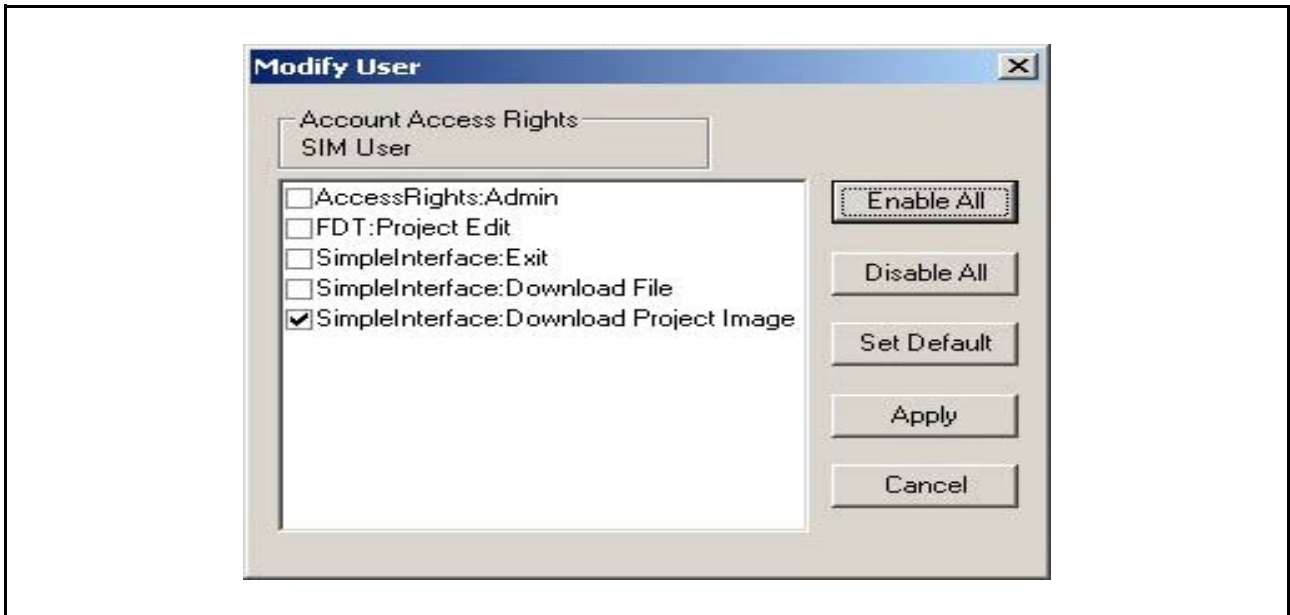 Modify User
Account Access Rights
SIM User
AccessRights:Admin
FDT:Project Edit
SimpleInterface:Exit
SimpleInterface:Download File
SimpleInterface:Download Project Image
Enable All
Disable All
Set Default
Apply
Cancel